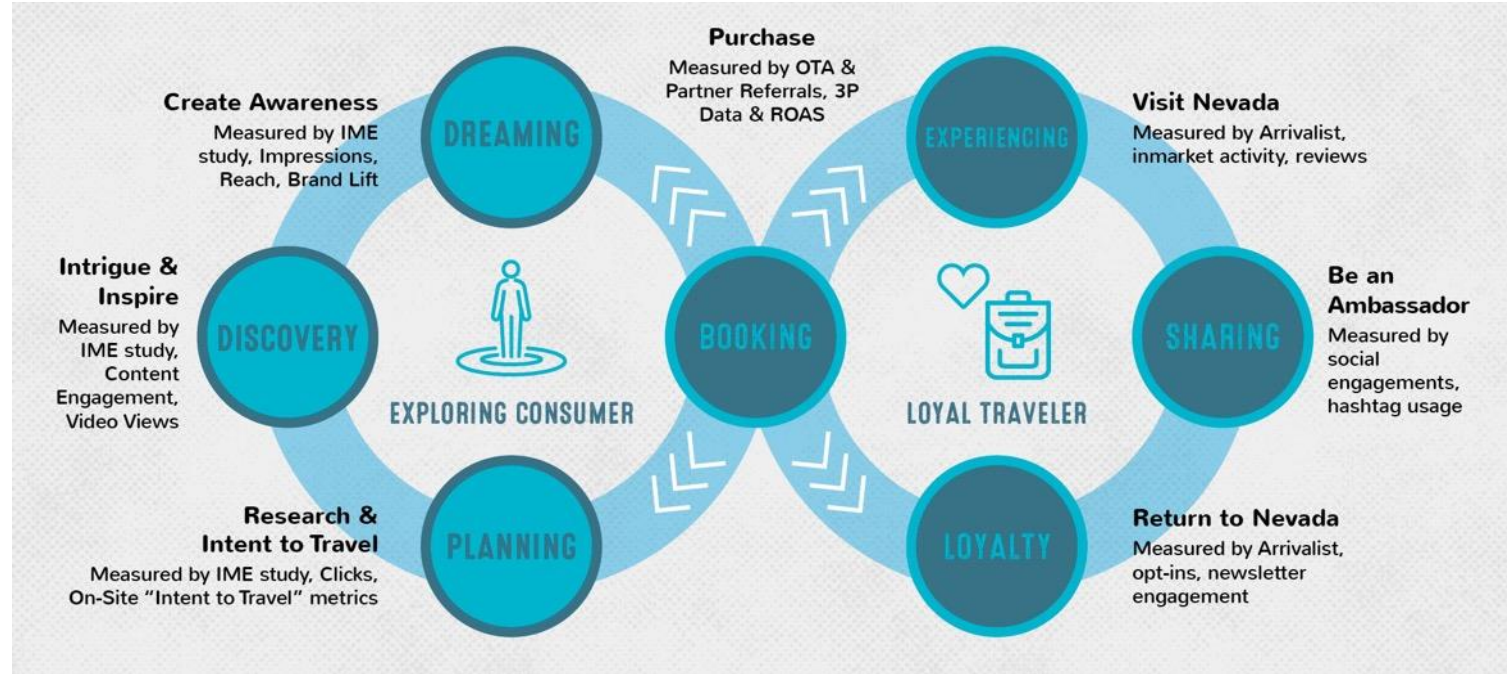 Purchase
Measured by OTA &
Partner Referrals, 3P
Data & ROAS
Create Awareness
Measured by IME
study, Impressions,
Reach, Brand Lift
DREAMING
EXPERIENCING
Visit Nevada
Measured by Arrivalist,
inmarket activity, reviews
Intrigue &
Inspire
Measured by
IME study,
Content
Engagement,
Video Views
DISCOVERY
BOOKING
SHARING
Be an
Ambassador
Measured by
social
engagements,
hashtag usage
EXPLORING CONSUMER
LOYAL TRAVELER
Research &
Intent to Travel
Measured by IME study, Clicks,
On-Site “Intent to Travel” metrics
PLANNING
LOYALTY
Return to Nevada
Measured by Arrivalist,
opt-ins, newsletter
engagement